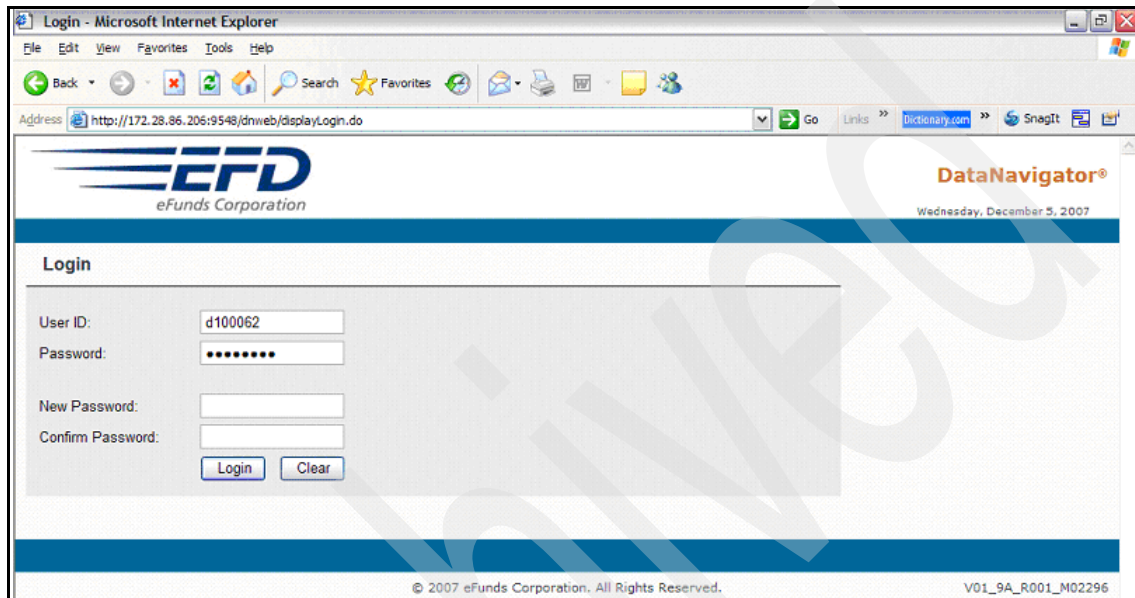 Login - Microsoft Internet Explorer
File Edit View Favorites Tools Help
Back Search Favorites
Address http://172.28.86.206:9548/dnweb/displayLogin.do Go Links » Dictionary.com » SnagIt
EFD
eFunds Corporation
DataNavigator®
Wednesday, December 5, 2007
Login
User ID: d100062
Password: ••••••••
New Password:
Confirm Password:
Login Clear
© 2007 eFunds Corporation. All Rights Reserved.
V01_9A_R001_M02296